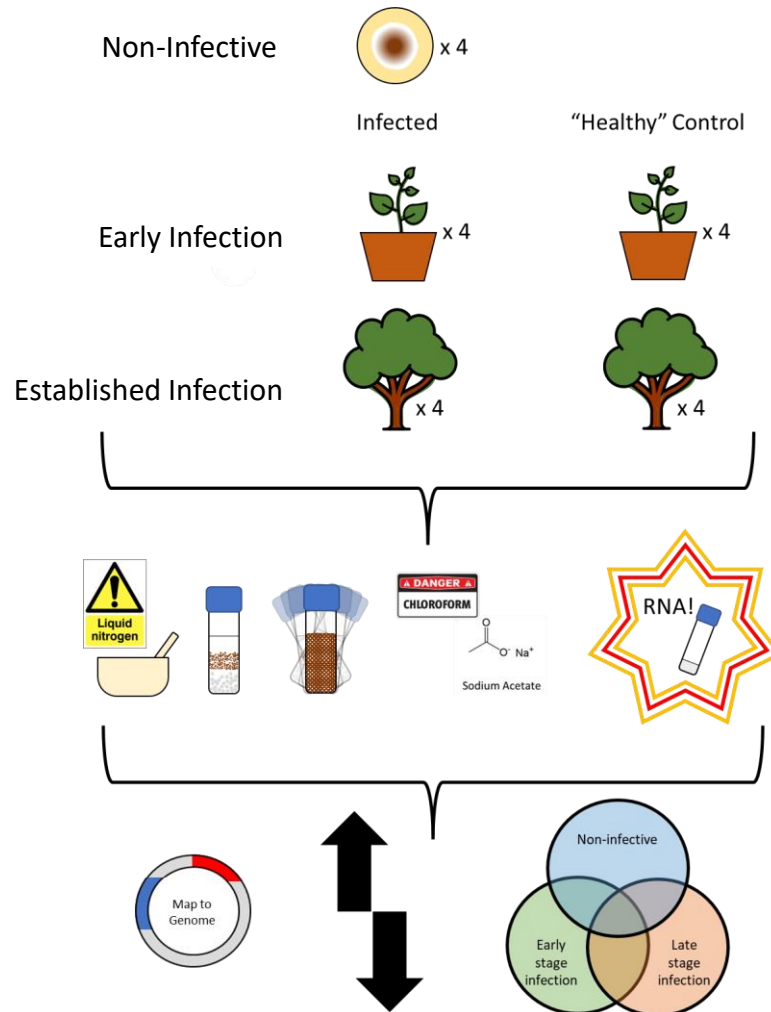 Non-Infective
x 4
Infected
“Healthy” Control
Early Infection
x 4
x 4
Established Infection
x 4
x 4
Liquid
nitrogen
DANGER
CHLOROFORM
O⁻ Na⁺
O
Sodium Acetate
RNA!
Map to
Genome
Non-infective
Early
stage
infection
Late
stage
infection